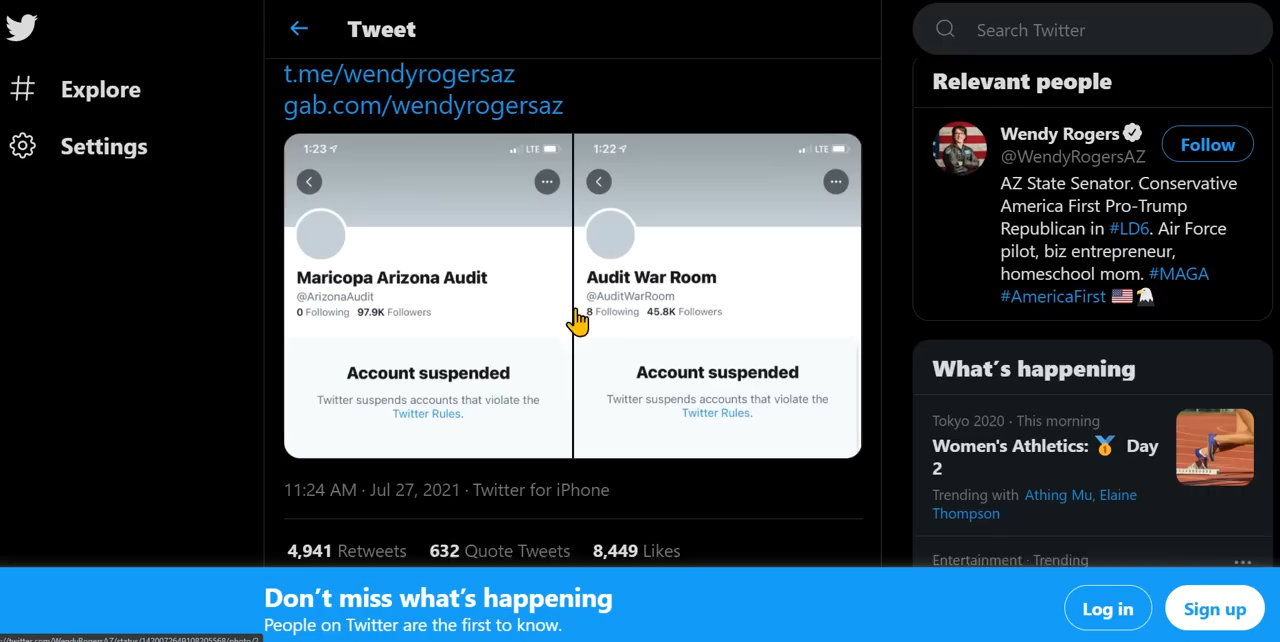 Tweet
Search Twitter
Explore
Settings
t.me/wendyrogersaz
gab.com/wendyrogersaz
1:23
LTE
Maricopa Arizona Audit
@ArizonaAudit
0 Following 97.9K Followers
Account suspended
Twitter suspends accounts that violate the
Twitter Rules.
1:22
LTE
Audit War Room
@AuditWarRoom
8 Following 45.8K Followers
Account suspended
Twitter suspends accounts that violate the
Twitter Rules.
11:24 AM · Jul 27, 2021 · Twitter for iPhone
4,941 Retweets 632 Quote Tweets 8,449 Likes
Relevant people
Wendy Rogers
@WendyRogersAZ
Follow
AZ State Senator. Conservative
America First Pro-Trump
Republican in #LD6. Air Force
pilot, biz entrepreneur,
homeschool mom. #MAGA
#AmericaFirst 🇺🇸🦅
What's happening
Tokyo 2020 · This morning
Women's Athletics: 🏅 Day
2
Trending with Athing Mu, Elaine
Thompson
Entertainment · Trending
Don't miss what's happening
People on Twitter are the first to know.
Log in
Sign up